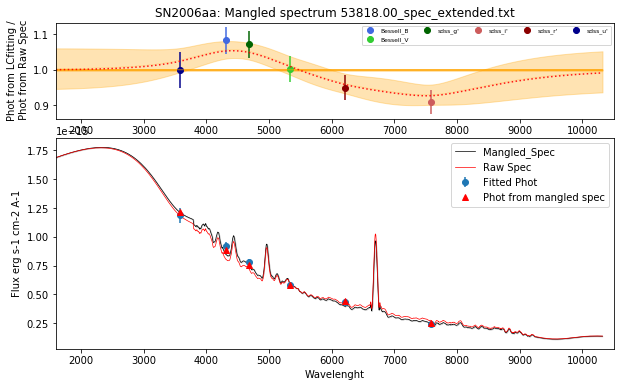 SN2006aa: Mangled spectrum 53818.00_spec_extended.txt
Phot from LCfitting /
Phot from Raw Spec
1.1
1.0
0.9
Bessell_B
Bessell_V
sdss_g'
sdss_i'
sdss_r'
sdss_u'
2000 3000 4000 5000 6000 7000 8000 9000 10000
Flux erg s-1 cm-2 A-1
1.75
1.50
1.25
1.00
0.75
0.50
0.25
Mangled_Spec
Raw Spec
Fitted Phot
Phot from mangled spec
2000 3000 4000 5000 6000 7000 8000 9000 10000
Wavelenght